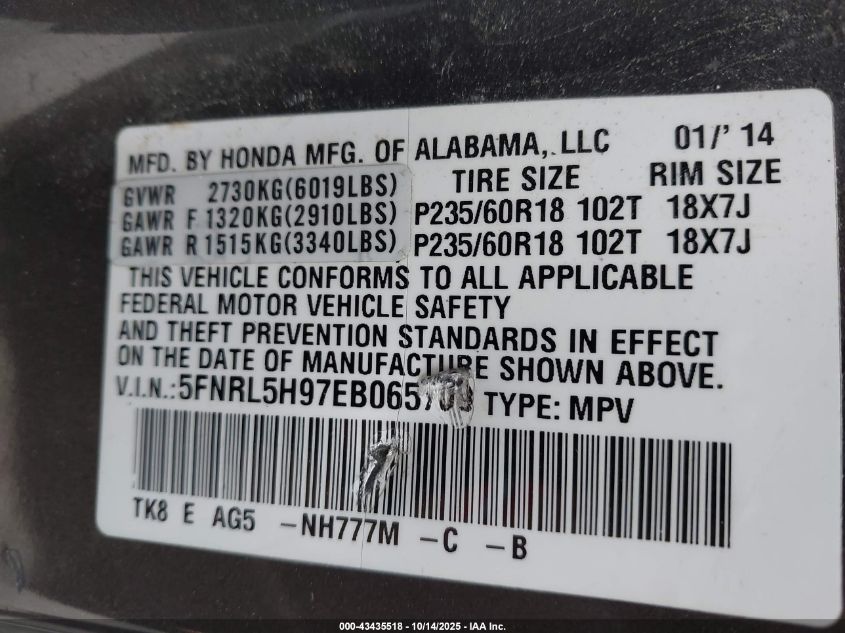 MFD. BY HONDA MFG. OF ALABAMA, LLC 01/' 14
GVWR 2730KG(6019LBS) TIRE SIZE RIM SIZE
GAWR F 1320KG(2910LBS) P235/60R18 102T 18X7J
GAWR R 1515KG(3340LBS) P235/60R18 102T 18X7J
THIS VEHICLE CONFORMS TO ALL APPLICABLE
FEDERAL MOTOR VEHICLE SAFETY
AND THEFT PREVENTION STANDARDS IN EFFECT
ON THE DATE OF MANUFACTURE SHOWN ABOVE.
V.I.N.: TYPE: MPV
TK8 E AG5 -NH777M -C -B
000-43435518 - 10/14/2025 - IAA Inc.